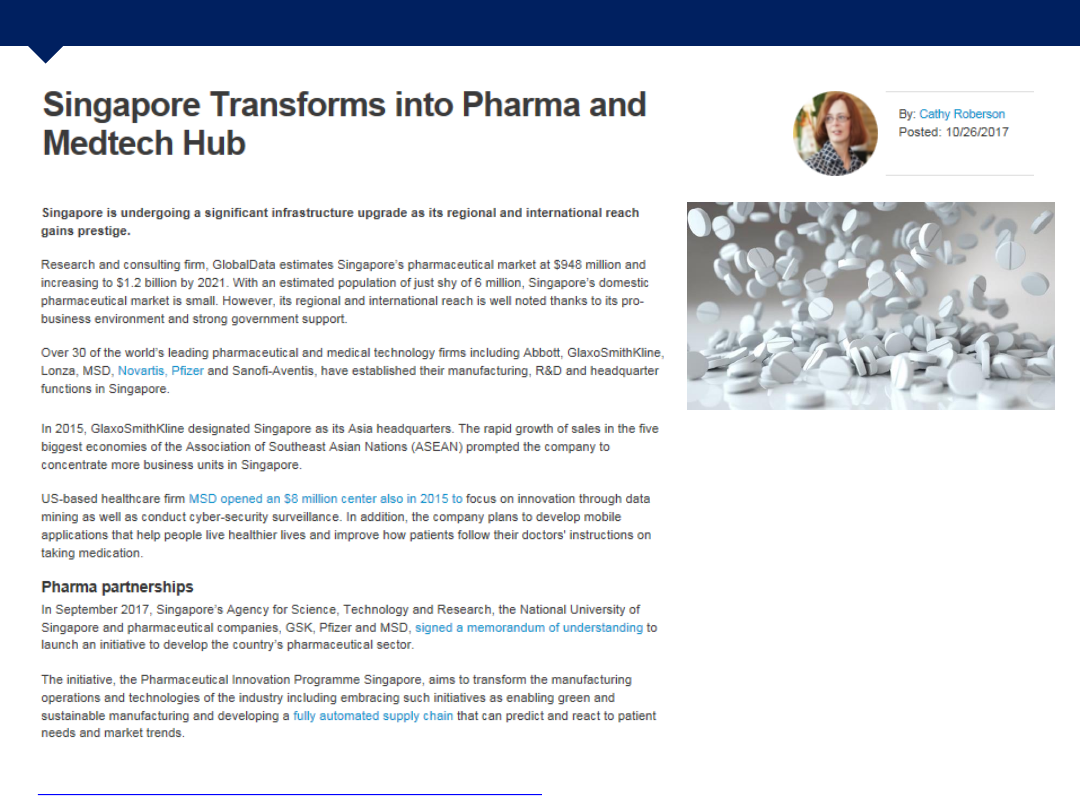 Singapore Transforms into Pharma and
Medtech Hub
By: Cathy Roberson
Posted: 10/26/2017
Singapore is undergoing a significant infrastructure upgrade as its regional and international reach
gains prestige.
Research and consulting firm, GlobalData estimates Singapore's pharmaceutical market at $948 million and
increasing to $1.2 billion by 2021. With an estimated population of just shy of 6 million, Singapore's domestic
pharmaceutical market is small. However, its regional and international reach is well noted thanks to its pro-
business environment and strong government support.
Over 30 of the world's leading pharmaceutical and medical technology firms including Abbott, GlaxoSmithKline,
Lonza, MSD, Novartis, Pfizer and Sanofi-Aventis, have established their manufacturing, R&D and headquarter
functions in Singapore.
In 2015, GlaxoSmithKline designated Singapore as its Asia headquarters. The rapid growth of sales in the five
biggest economies of the Association of Southeast Asian Nations (ASEAN) prompted the company to
concentrate more business units in Singapore.
US-based healthcare firm MSD opened an $8 million center also in 2015 to focus on innovation through data
mining as well as conduct cyber-security surveillance. In addition, the company plans to develop mobile
applications that help people live healthier lives and improve how patients follow their doctors' instructions on
taking medication.
Pharma partnerships
In September 2017, Singapore's Agency for Science, Technology and Research, the National University of
Singapore and pharmaceutical companies, GSK, Pfizer and MSD, signed a memorandum of understanding to
launch an initiative to develop the country's pharmaceutical sector.
The initiative, the Pharmaceutical Innovation Programme Singapore, aims to transform the manufacturing
operations and technologies of the industry including embracing such initiatives as enabling green and
sustainable manufacturing and developing a fully automated supply chain that can predict and react to patient
needs and market trends.